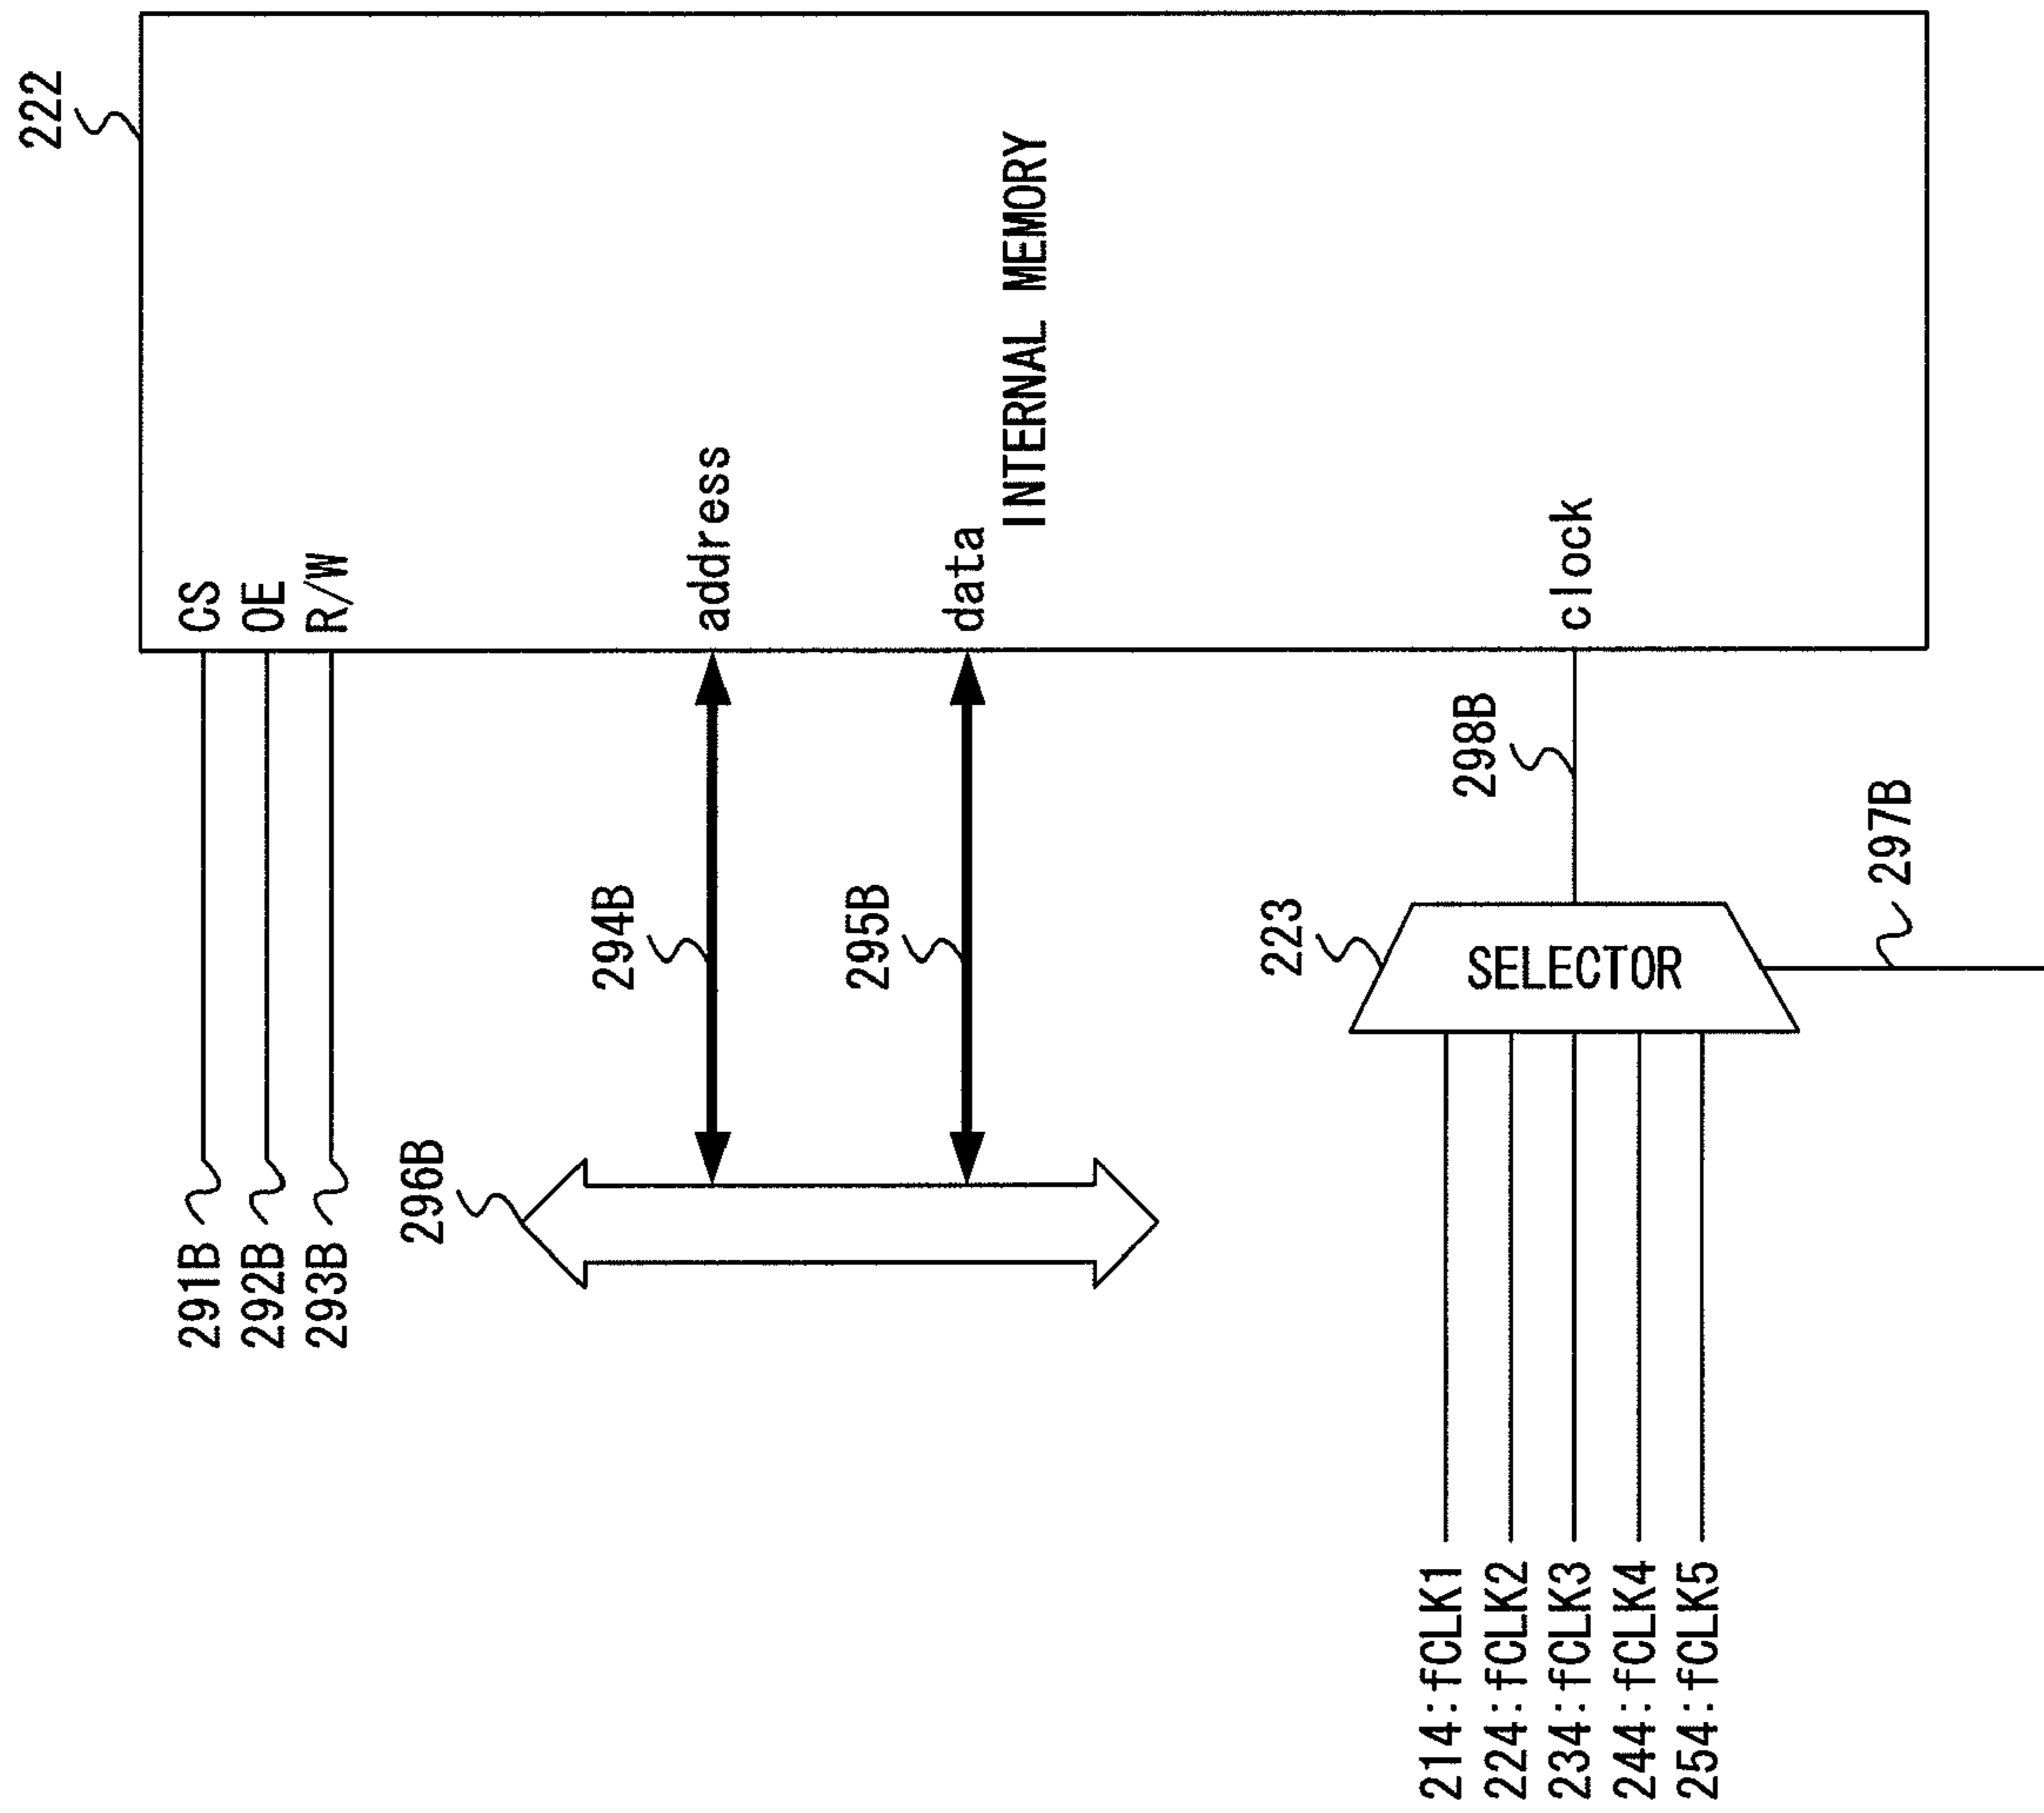 222
CS
OE
R/W
address
data
INTERNAL MEMORY
clock
291B
292B
293B
294B
295B
296B
298B
297B
223
SELECTOR
214:fCLK1
224:fCLK2
234:fCLK3
244:fCLK4
254:fCLK5